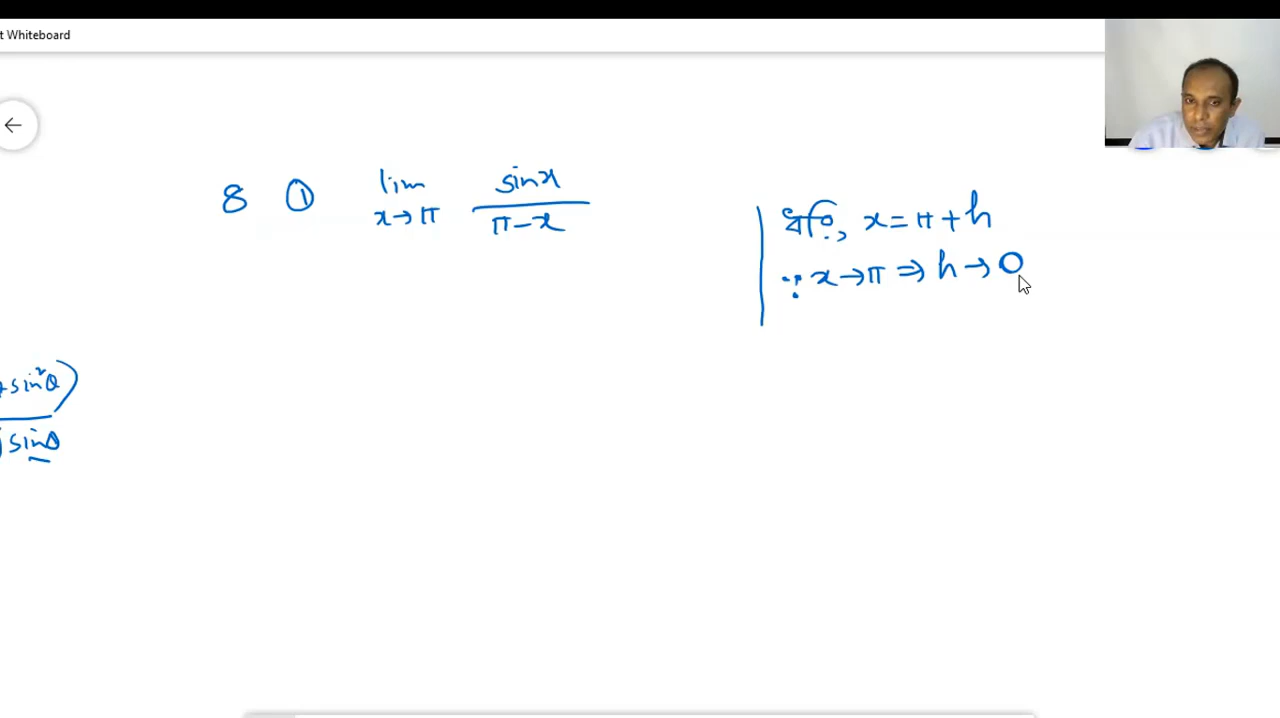 t Whiteboard
8 ① lim x→π sinx / π-x
ধরি, x = π + h
∵ x→π ⇒ h→0
+sin²θ)
sinθ